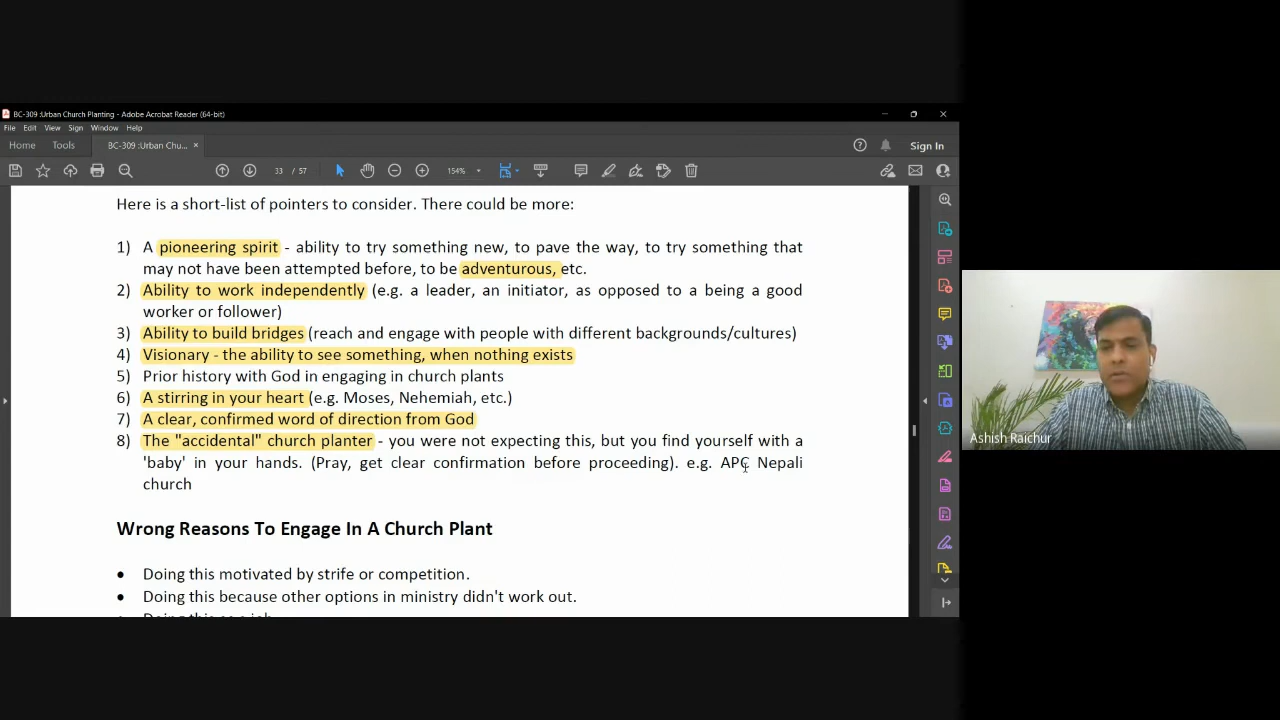 BC-309 :Urban Church Planting - Adobe Acrobat Reader (64-bit)
File Edit View Sign Window Help
Home Tools BC-309 :Urban Chu... × Sign In
33 / 57 154%
Here is a short-list of pointers to consider. There could be more:
1) A pioneering spirit - ability to try something new, to pave the way, to try something that
may not have been attempted before, to be adventurous, etc.
2) Ability to work independently (e.g. a leader, an initiator, as opposed to a being a good
worker or follower)
3) Ability to build bridges (reach and engage with people with different backgrounds/cultures)
4) Visionary - the ability to see something, when nothing exists
5) Prior history with God in engaging in church plants
6) A stirring in your heart (e.g. Moses, Nehemiah, etc.)
7) A clear, confirmed word of direction from God
8) The "accidental" church planter - you were not expecting this, but you find yourself with a
'baby' in your hands. (Pray, get clear confirmation before proceeding). e.g. APC Nepali
church
Wrong Reasons To Engage In A Church Plant
• Doing this motivated by strife or competition.
• Doing this because other options in ministry didn't work out.
• Doing this as a job
Ashish Raichur